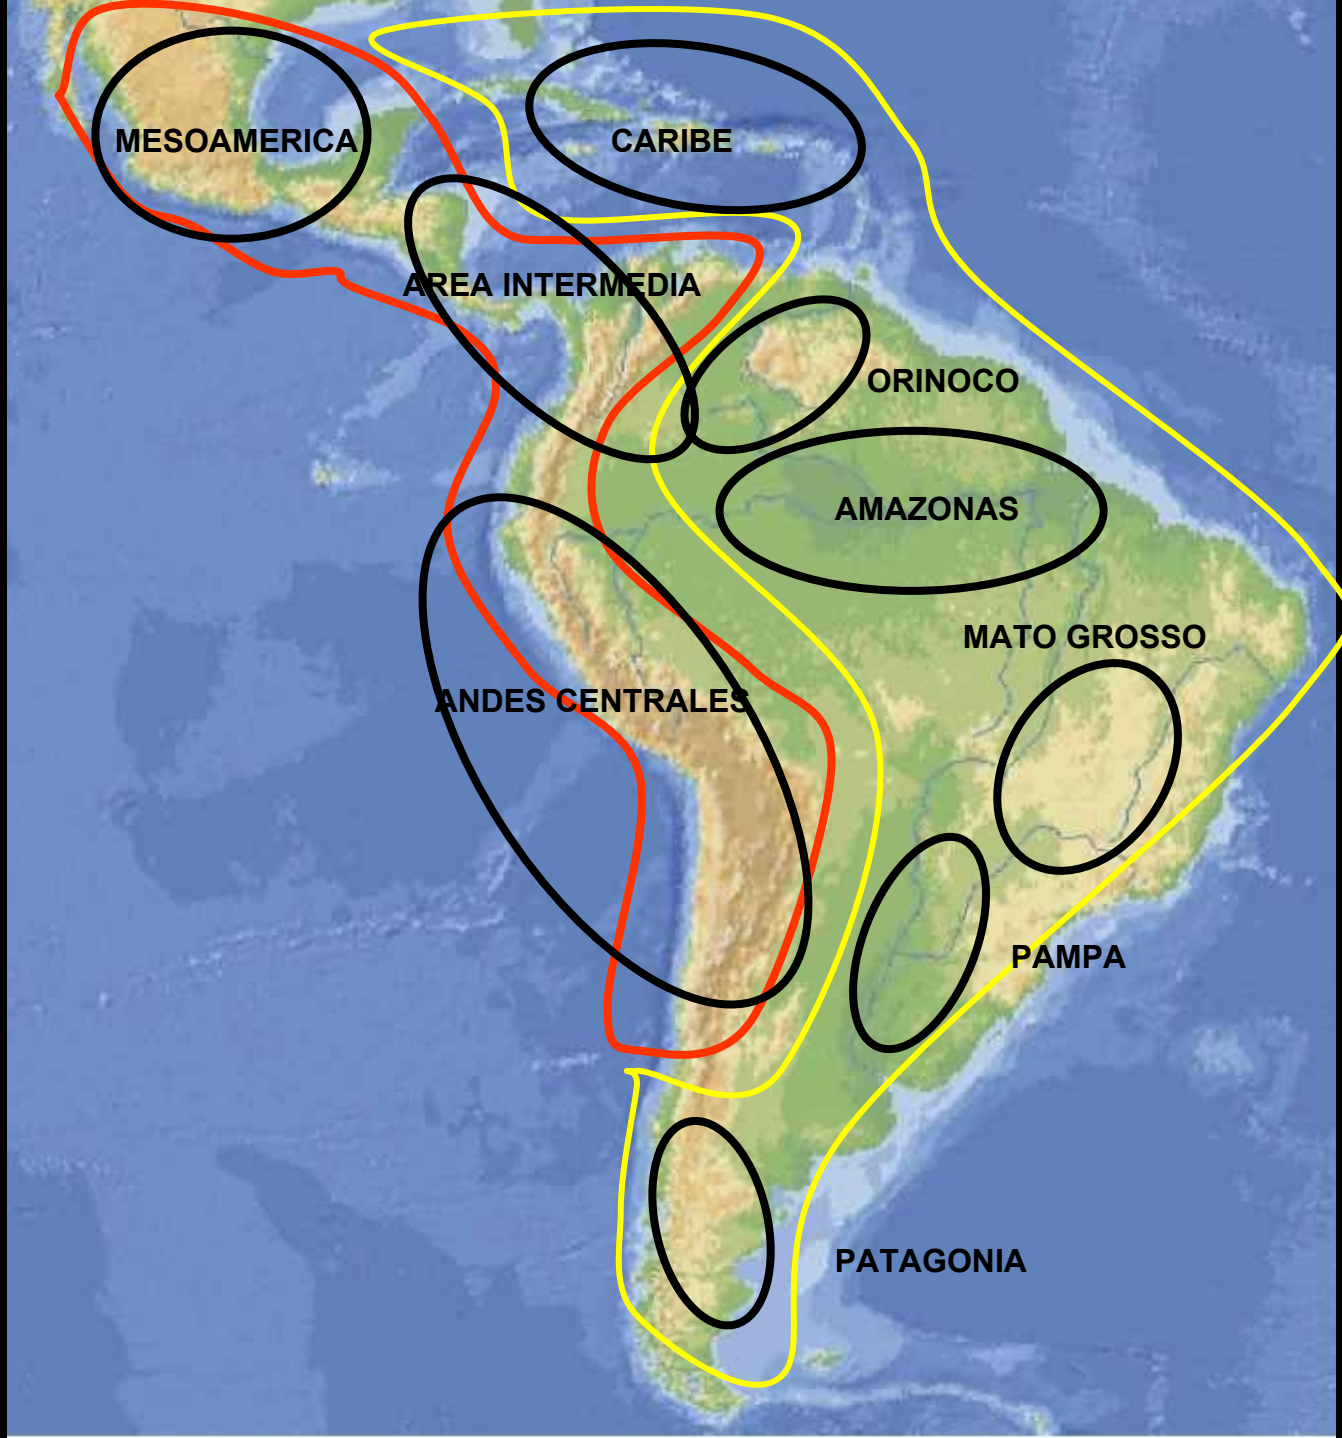 MESOAMERICA
CARIBE
AREA INTERMEDIA
ORINOCO
AMAZONAS
MATO GROSSO
ANDES CENTRALES
PAMPA
PATAGONIA